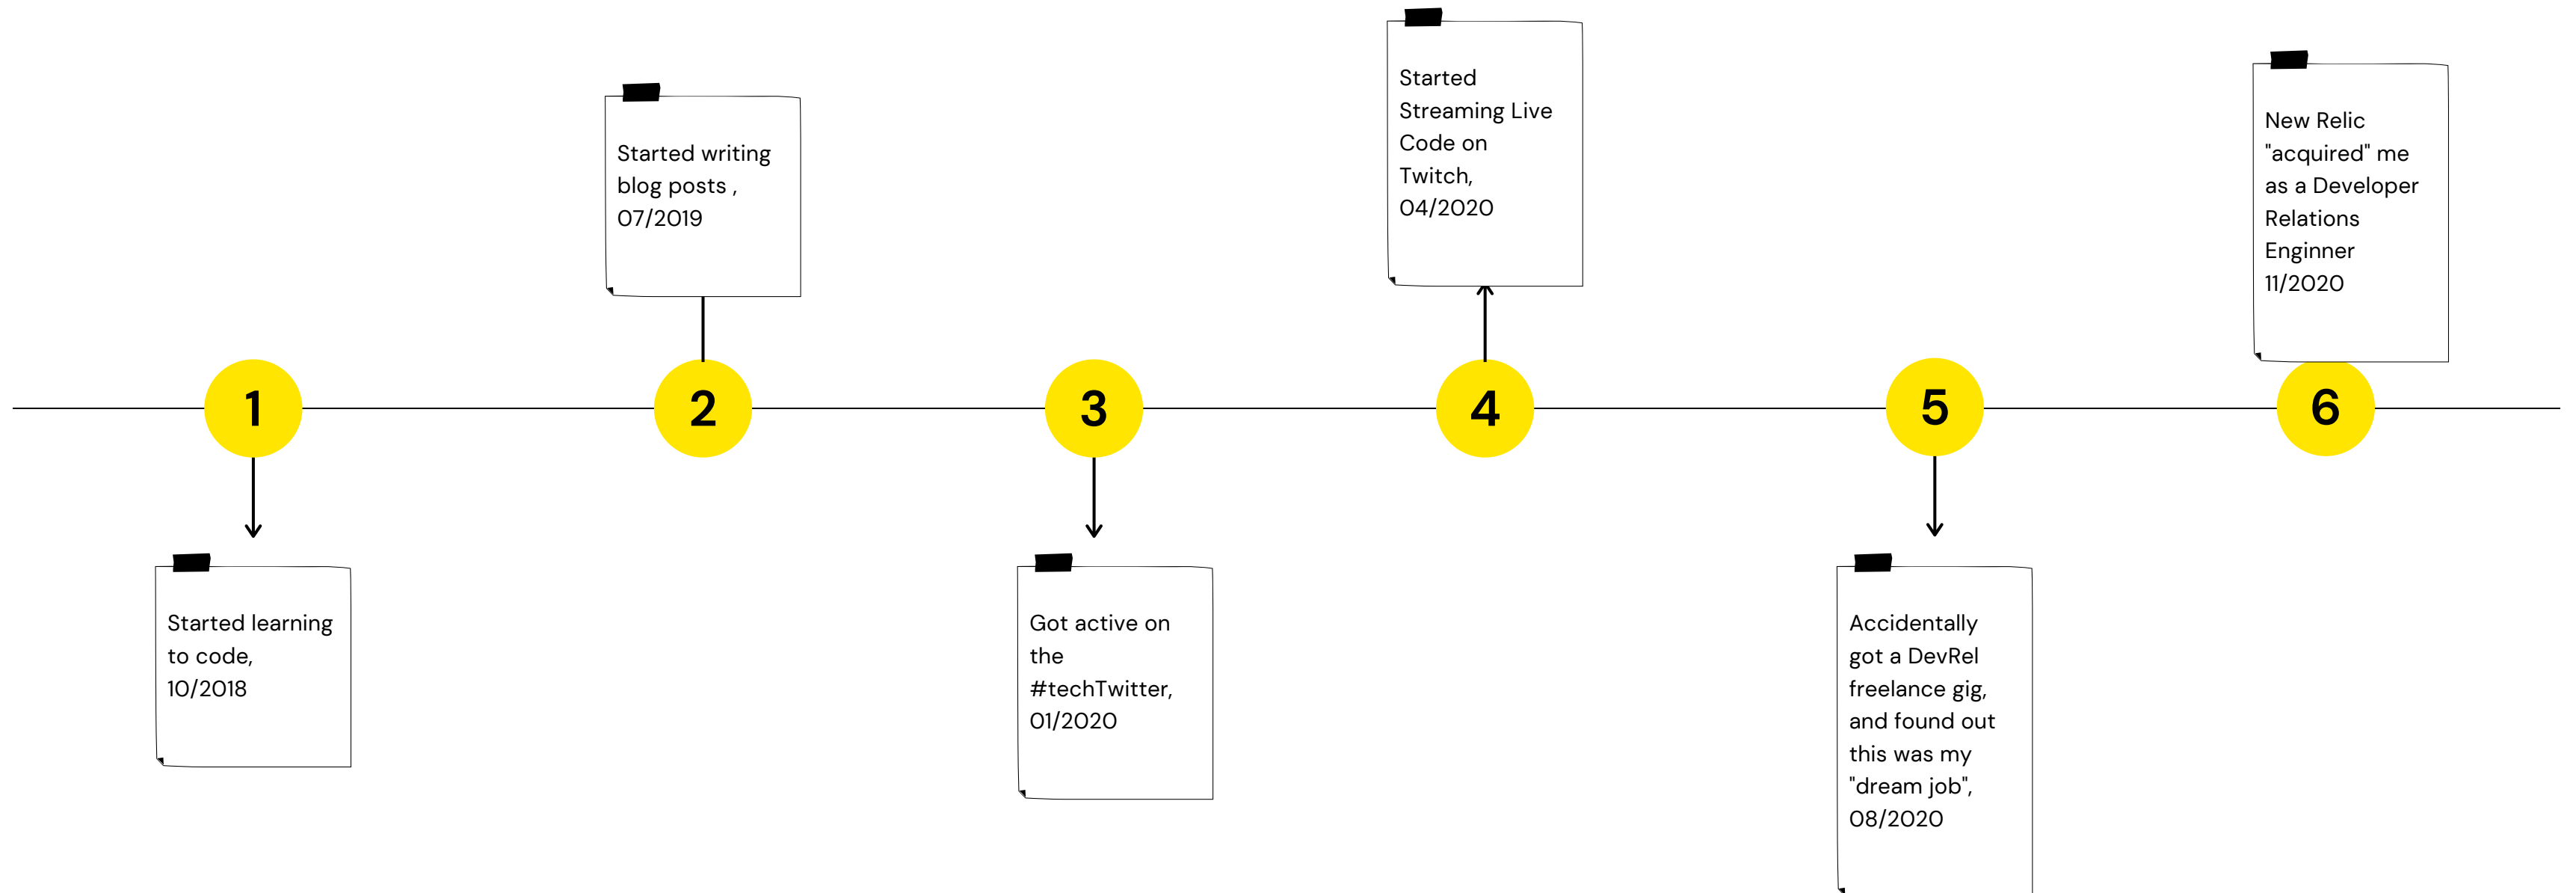 1
Started learning
to code,
10/2018
2
Started writing
blog posts ,
07/2019
3
Got active on
the
#techTwitter,
01/2020
4
Started
Streaming Live
Code on
Twitch,
04/2020
5
Accidentally
got a DevRel
freelance gig,
and found out
this was my
"dream job",
08/2020
6
New Relic
"acquired" me
as a Developer
Relations
Enginner
11/2020